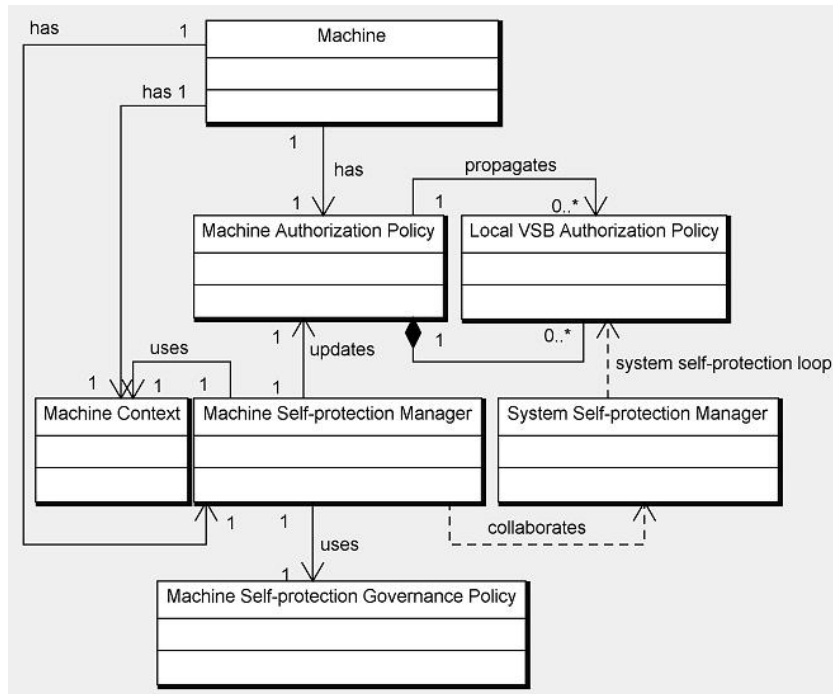 has
1
Machine
has 1
1
has
propagates
1
1
0..*
Machine Authorization Policy
Local VSB Authorization Policy
1
updates
1
0..*
system self-protection loop
uses
1
1
1
1
Machine Context
Machine Self-protection Manager
System Self-protection Manager
1
1
collaborates
uses
1
Machine Self-protection Governance Policy